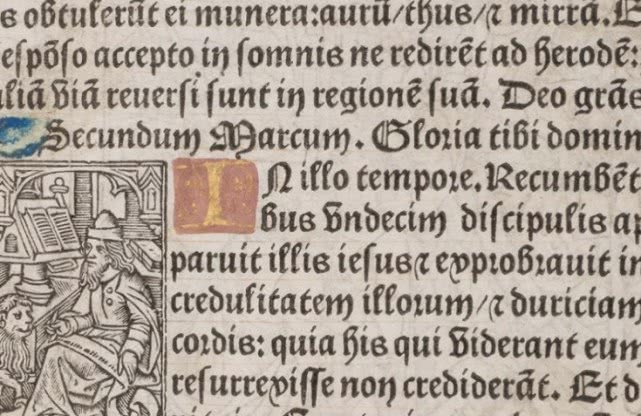 s obtulerūt ei munera:aurū/thus/⁊ mirrā. E
espōso accepto in somnis ne redirēt ad herodē:
aliā viā reuersi sunt in regionē suā. Deo grās
Secundum Marcum. Gloria tibi domin
IN illo tempore. Recumbēt
bus vndecim discipulis ap
paruit illis iesus ⁊ exprobrauit in
credulitatem illorum/⁊ duriciam
cordis: quia his qui viderant eum
resurrexisse non crediderāt. Et d